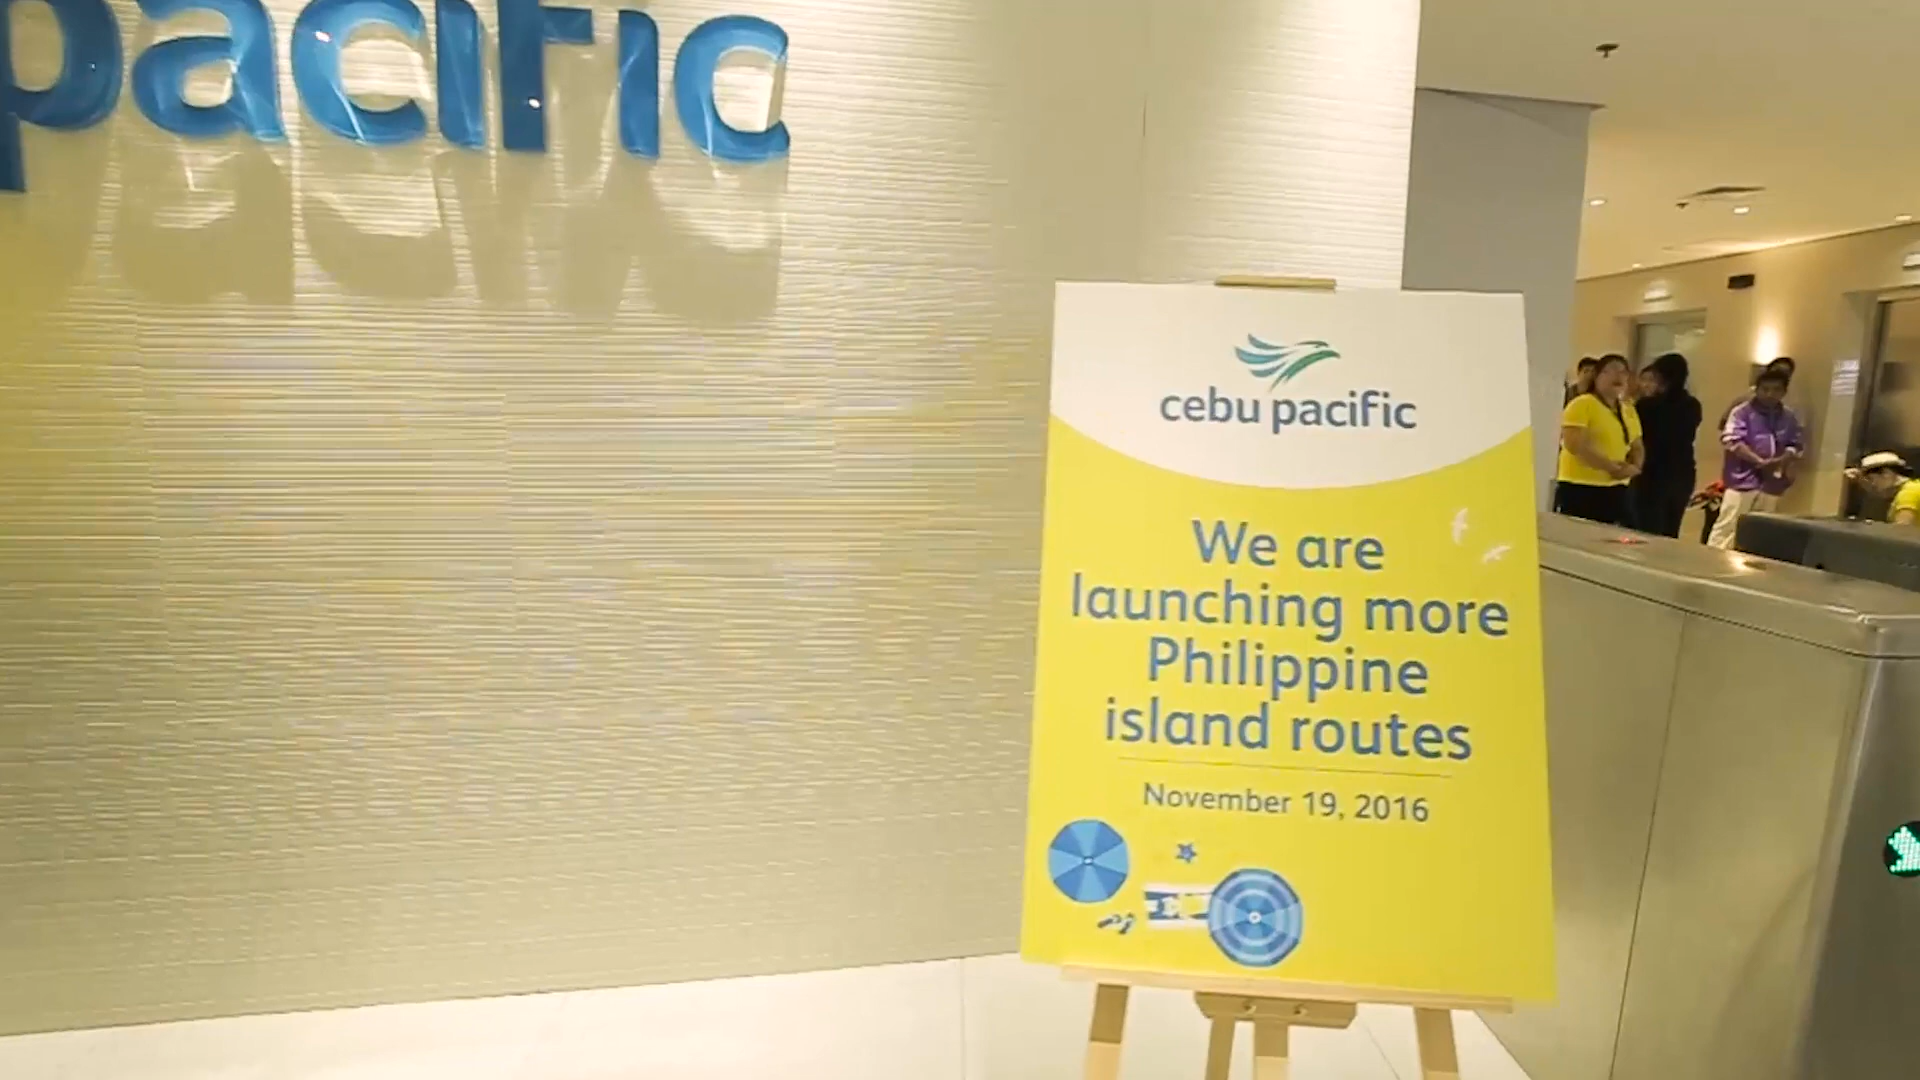 pacific
cebu pacific
We are
launching more
Philippine
island routes
November 19, 2016